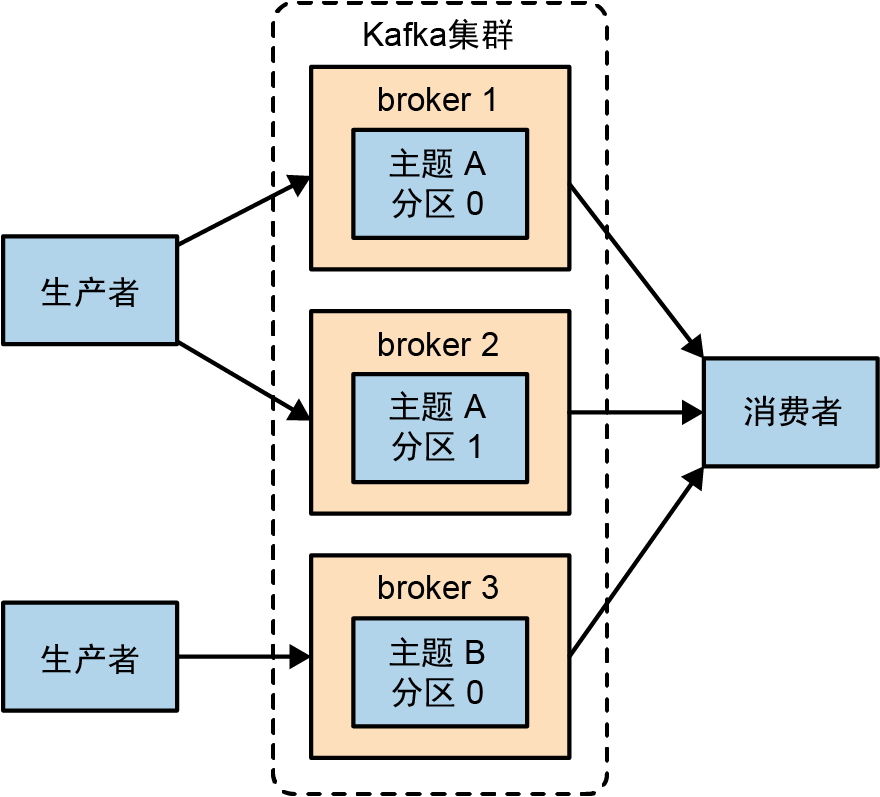 Kafka集群
broker 1
主题 A
分区 0
生产者
broker 2
主题 A
分区 1
消费者
broker 3
生产者
主题 B
分区 0